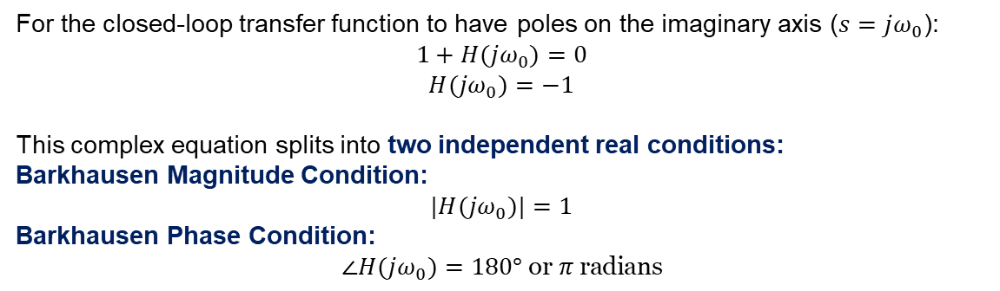 For the closed-loop transfer function to have poles on the imaginary axis (s = jω₀):
1 + H(jω₀) = 0
H(jω₀) = −1
This complex equation splits into two independent real conditions:
Barkhausen Magnitude Condition:
|H(jω₀)| = 1
Barkhausen Phase Condition:
∠H(jω₀) = 180° or π radians